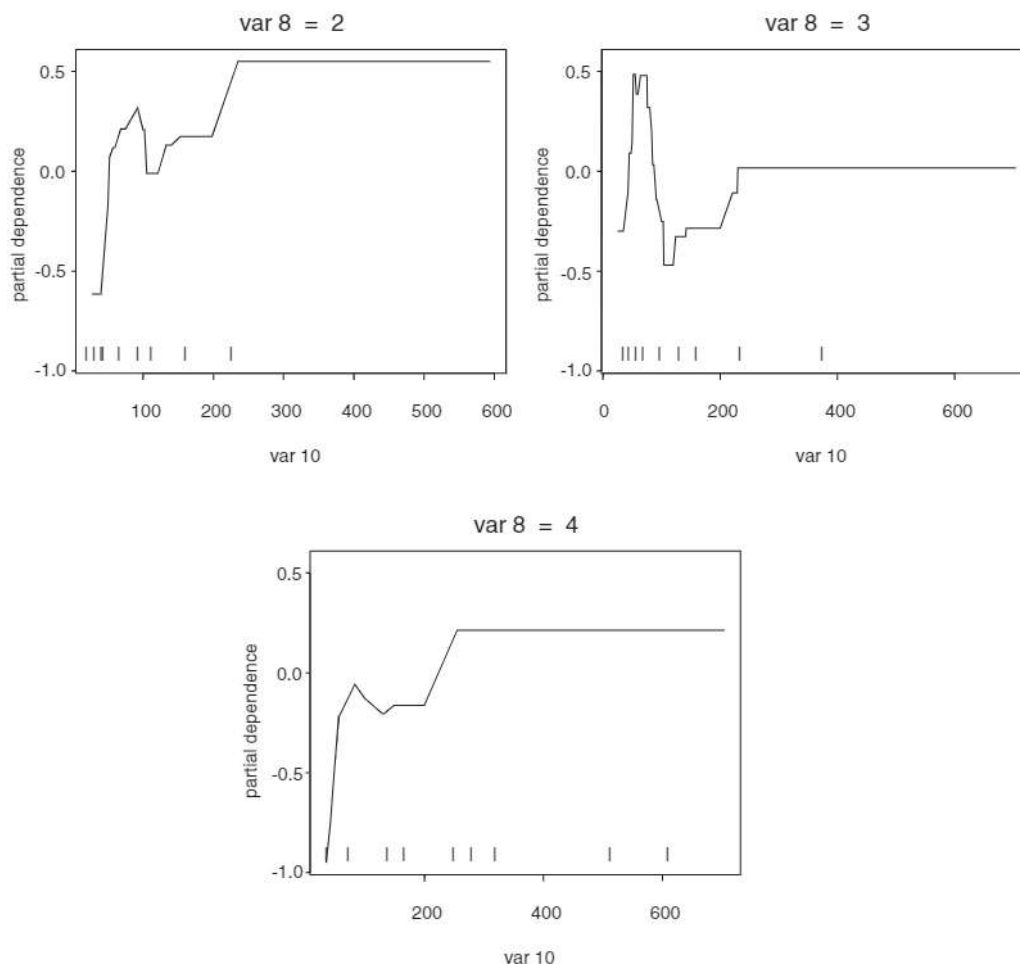 var 8 = 2
0.5
0.0
-0.5
-1.0
partial dependence
100 200 300 400 500 600
var 10
var 8 = 3
0.5
0.0
-0.5
-1.0
partial dependence
0 200 400 600
var 10
var 8 = 4
0.5
0.0
-0.5
-1.0
partial dependence
200 400 600
var 10